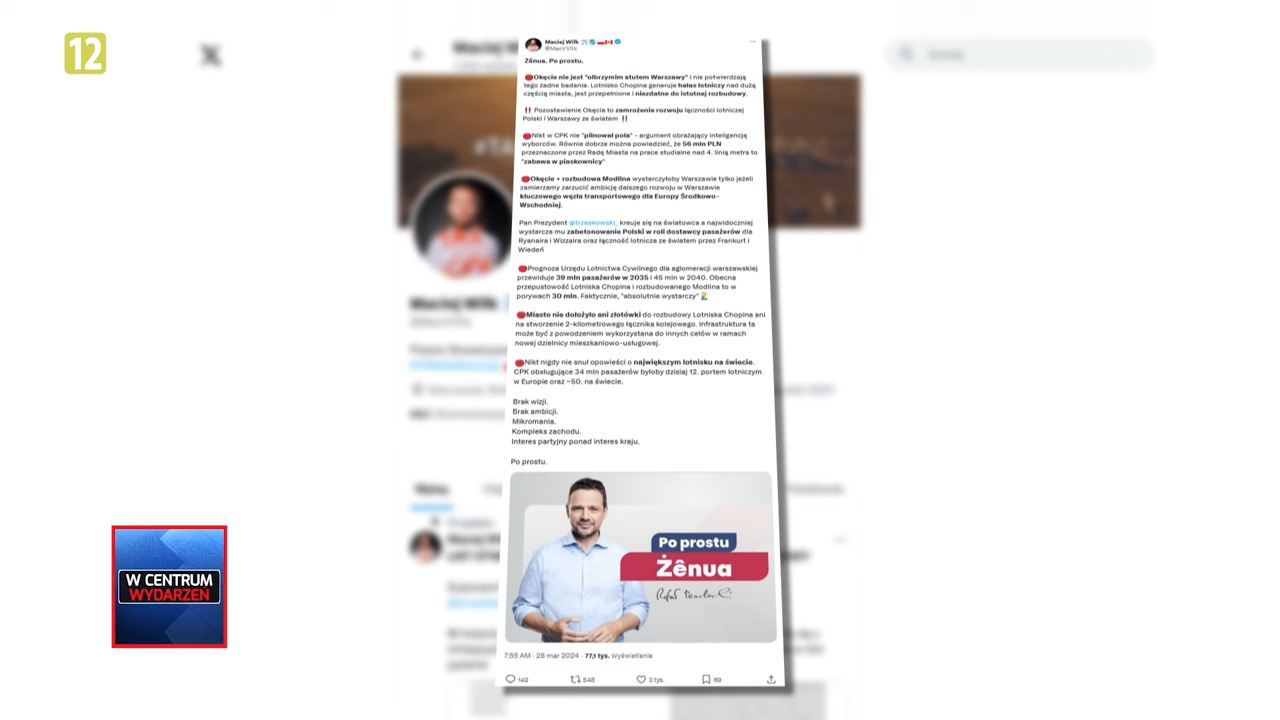 12
Maciej Wilk
@MacVVilk
Żênua. Po prostu.
Okęcie nie jest "olbrzymim atutem Warszawy" i nie potwierdzają
tego żadne badania. Lotnisko Chopina generuje hałas lotniczy nad dużą
częścią miasta, jest przepełnione i niezdatne do istotnej rozbudowy.
‼️ Pozostawienie Okęcia to zamrożenie rozwoju łączności lotniczej
Polski i Warszawy ze światem ‼️
Nikt w CPK nie "pilnował pola" - argument obrażający inteligencję
wyborców. Równie dobrze można powiedzieć, że 56 mln PLN
przeznaczone przez Radę Miasta na prace studialne nad 4. linią metra to
"zabawa w piaskownicy"
Okęcie + rozbudowa Modlina wystarczyłoby Warszawie tylko jeżeli
zamierzamy zarzucić ambicję dalszego rozwoju w Warszawie
kluczowego węzła transportowego dla Europy Środkowo-
Wschodniej.
Pan Prezydent @trzaskowski_ kreuje się na światowca a najwidoczniej
wystarcza mu zabetonowanie Polski w roli dostawcy pasażerów dla
Ryanaira i Wizzaira oraz łączność lotnicza ze światem przez Frankurt i
Wiedeń
Prognoza Urzędu Lotnictwa Cywilnego dla aglomeracji warszawskiej
przewiduje 39 mln pasażerów w 2035 i 45 mln w 2040. Obecna
przepustowość Lotniska Chopina i rozbudowanego Modlina to w
porywach 30 mln. Faktycznie, "absolutnie wystarczy"
Miasto nie dołożyło ani złotówki do rozbudowy Lotniska Chopina ani
na stworzenie 2-kilometrowego łącznika kolejowego. Infrastruktura ta
może być z powodzeniem wykorzystana do innych celów w ramach
nowej dzielnicy mieszkaniowo-usługowej.
Nikt nigdy nie snuł opowieści o największym lotnisku na świecie.
CPK obsługujące 34 mln pasażerów byłoby dzisiaj 12. portem lotniczym
w Europie oraz ~50. na świecie.
Brak wizji.
Brak ambicji.
Mikromania.
Kompleks zachodu.
Interes partyjny ponad interes kraju.
Po prostu.
Po prostu
Żênua
7:55 AM · 28 mar 2024 · 77,1 tys. Wyświetlenia
142 548 3 tys. 69
W CENTRUM
WYDARZEŃ
Maciej Wilk
Szukaj